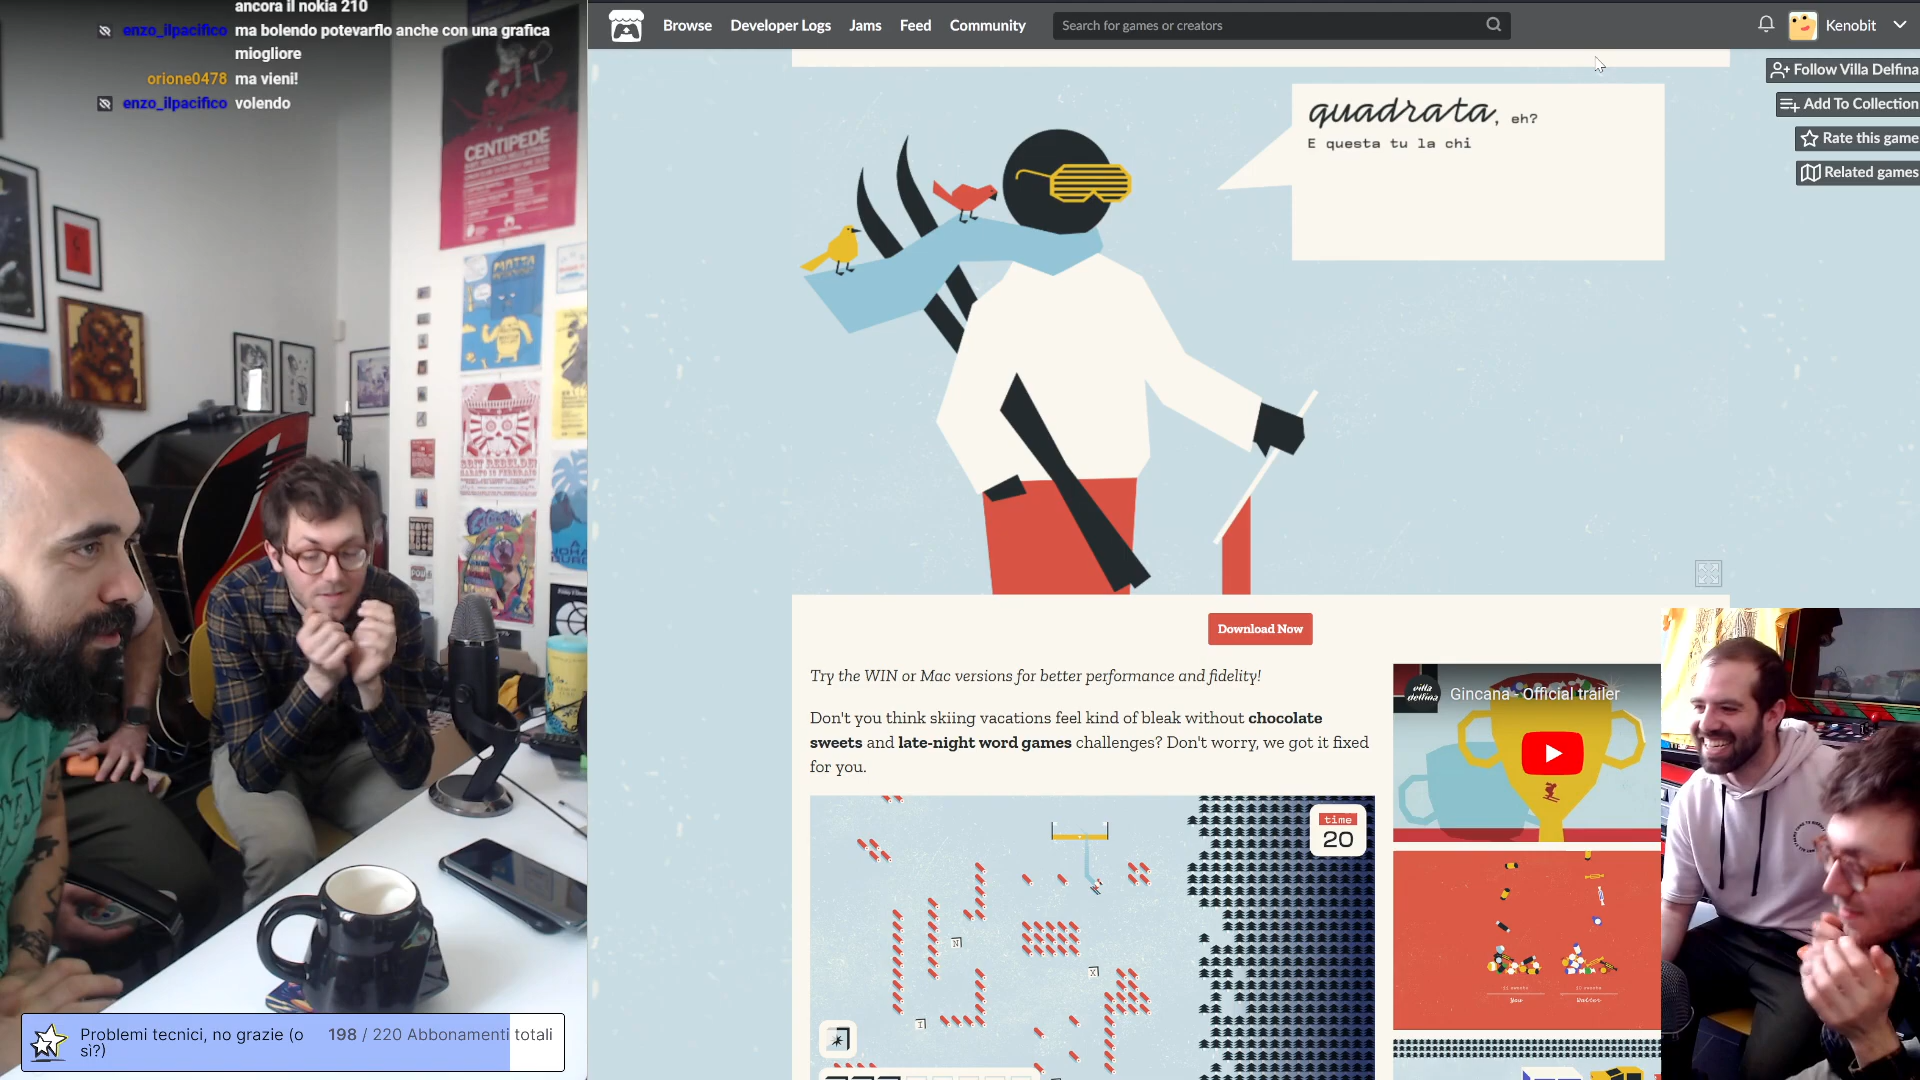 ancora il nokia 210
enzo_ilpacifico ma bolendo potevarflo anche con una grafica
miogliore
orione0478 ma vieni!
enzo_ilpacifico volendo
CENTIPEDE
Problemi tecnici, no grazie (o
sì?)
198 / 220 Abbonamenti totali
Browse
Developer Logs
Jams
Feed
Community
Search for games or creators
Kenobit
Follow Villa Delfina
Add To Collection
Rate this game
Related games
quadrata, eh?
E questa tu la chi
Download Now
Try the WIN or Mac versions for better performance and fidelity!
Don't you think skiing vacations feel kind of bleak without chocolate
sweets and late-night word games challenges? Don't worry, we got it fixed
for you.
time
20
N
X
I
villa
delfina
Gincana - Official trailer
You